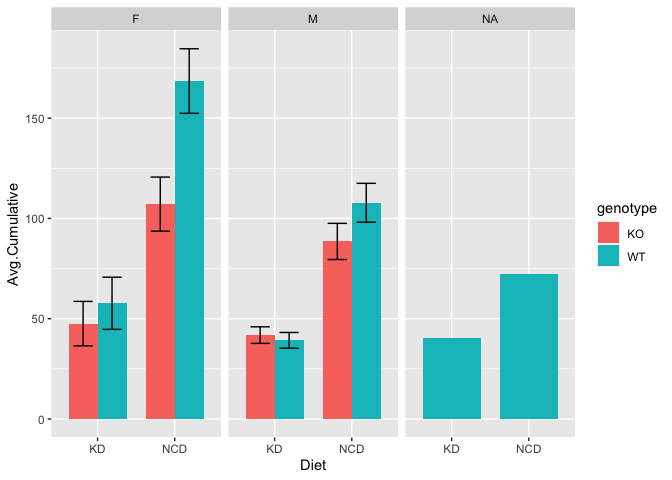 F M NA
Avg.Cumulative
150
100
50
0
KD NCD KD NCD KD NCD
Diet
genotype
KO
WT